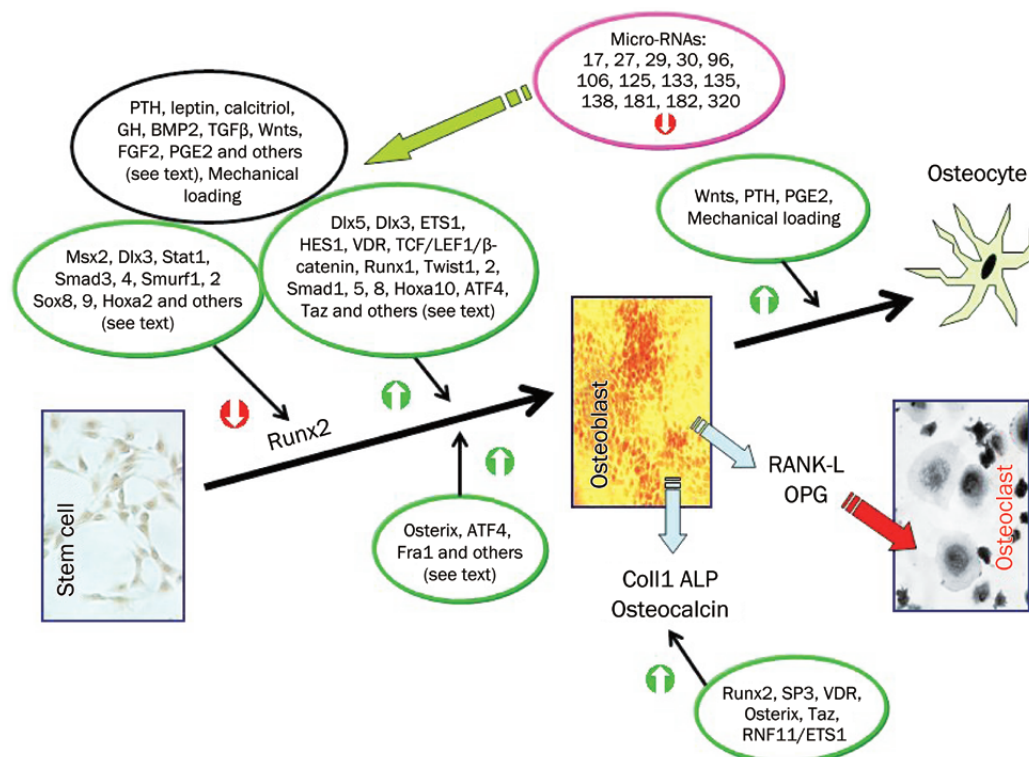 Micro-RNAs:
17, 27, 29, 30, 96,
106, 125, 133, 135,
138, 181, 182, 320
PTH, leptin, calcitriol,
GH, BMP2, TGFβ, Wnts,
FGF2, PGE2 and others
(see text), Mechanical
loading
Wnts, PTH, PGE2,
Mechanical loading
Osteocyte
Msx2, Dlx3, Stat1,
Smad3, 4, Smurf1, 2
Sox8, 9, Hoxa2 and others
(see text)
Dlx5, Dlx3, ETS1,
HES1, VDR, TCF/LEF1/β-
catenin, Runx1, Twist1, 2,
Smad1, 5, 8, Hoxa10, ATF4,
Taz and others (see text)
Runx2
Stem cell
Osteoblast
Osterix, ATF4,
Fra1 and others
(see text)
RANK-L
OPG
Osteoclast
Coll1 ALP
Osteocalcin
Runx2, SP3, VDR,
Osterix, Taz,
RNF11/ETS1